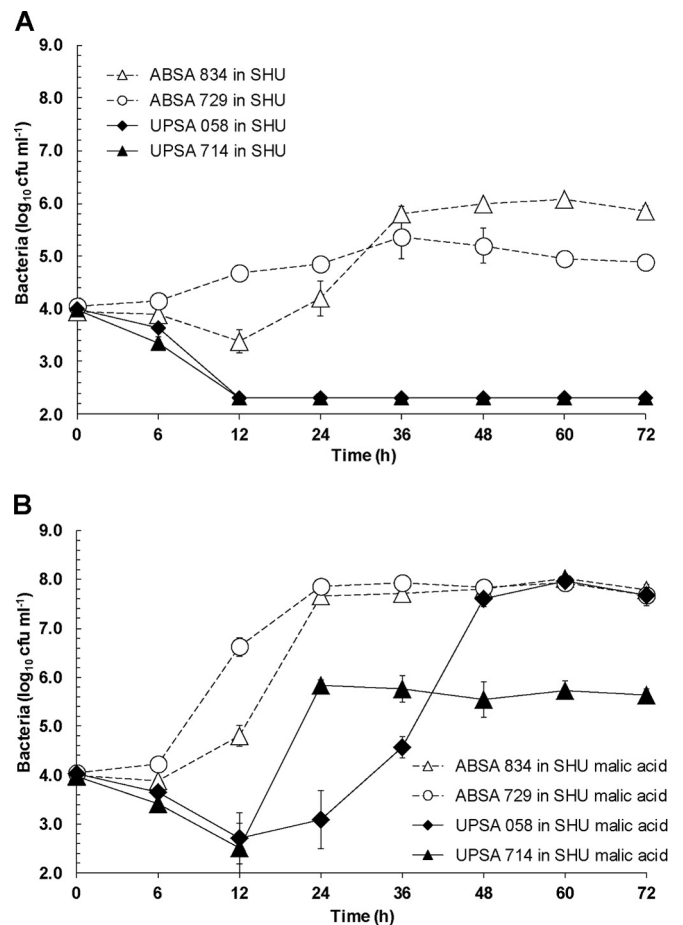 A
9.0
8.0
7.0
6.0
5.0
4.0
3.0
2.0
Bacteria (log10 cfu ml-1)
ABSA 834 in SHU
ABSA 729 in SHU
UPSA 058 in SHU
UPSA 714 in SHU
0 6 12 24 36 48 60 72
Time (h)
B
9.0
8.0
7.0
6.0
5.0
4.0
3.0
2.0
Bacteria (log10 cfu ml-1)
ABSA 834 in SHU malic acid
ABSA 729 in SHU malic acid
UPSA 058 in SHU malic acid
UPSA 714 in SHU malic acid
0 6 12 24 36 48 60 72
Time (h)